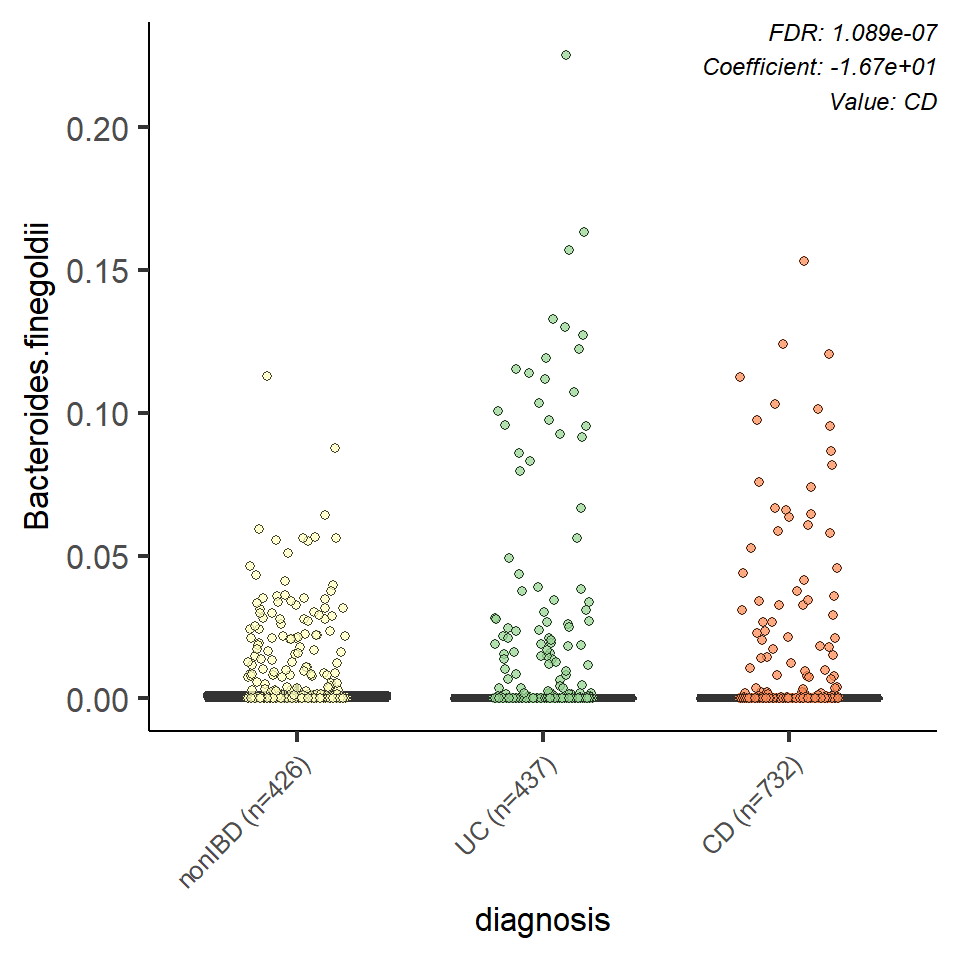 FDR: 1.089e-07
Coefficient: -1.67e+01
Value: CD
Bacteroides.finegoldii
0.20
0.15
0.10
0.05
0.00
nonIBD (n=426)
UC (n=437)
CD (n=732)
diagnosis